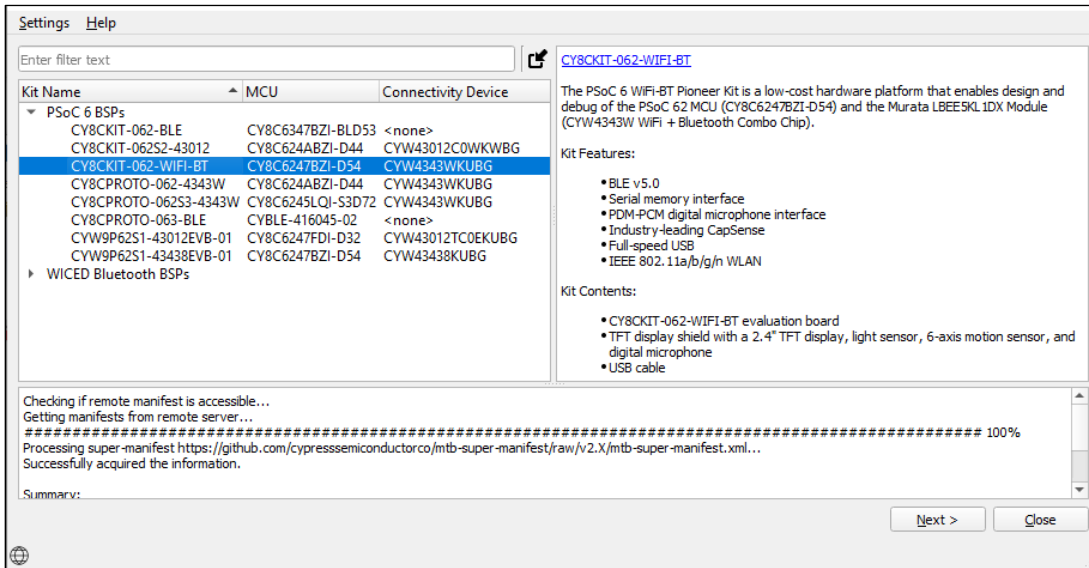 Settings Help
Enter filter text
Kit Name MCU Connectivity Device
PSoC 6 BSPs
CY8CKIT-062-BLE CY8C6347BZI-BLD53 <none>
CY8CKIT-062S2-43012 CY8C624ABZI-D44 CYW43012C0WKWBG
CY8CKIT-062-WIFI-BT CY8C6247BZI-D54 CYW4343WKUBG
CY8CPROTO-062-4343W CY8C624ABZI-D44 CYW4343WKUBG
CY8CPROTO-062S3-4343W CY8C6245LQI-S3D72 CYW4343WKUBG
CY8CPROTO-063-BLE CYBLE-416045-02 <none>
CYW9P62S1-43012EVB-01 CY8C6247FDI-D32 CYW43012TC0EKUBG
CYW9P62S1-43438EVB-01 CY8C6247BZI-D54 CYW43438KUBG
WICED Bluetooth BSPs
CY8CKIT-062-WIFI-BT
The PSoC 6 WiFi-BT Pioneer Kit is a low-cost hardware platform that enables design and
debug of the PSoC 62 MCU (CY8C6247BZI-D54) and the Murata LBEE5KL1DX Module
(CYW4343W WiFi + Bluetooth Combo Chip).
Kit Features:
• BLE v5.0
• Serial memory interface
• PDM-PCM digital microphone interface
• Industry-leading CapSense
• Full-speed USB
• IEEE 802.11a/b/g/n WLAN
Kit Contents:
• CY8CKIT-062-WIFI-BT evaluation board
• TFT display shield with a 2.4" TFT display, light sensor, 6-axis motion sensor, and
digital microphone
• USB cable
Checking if remote manifest is accessible...
Getting manifests from remote server...
#################################################################################################### 100%
Processing super-manifest https://github.com/cypresssemiconductorco/mtb-super-manifest/raw/v2.X/mtb-super-manifest.xml...
Successfully acquired the information.
Summary:
Next > Close